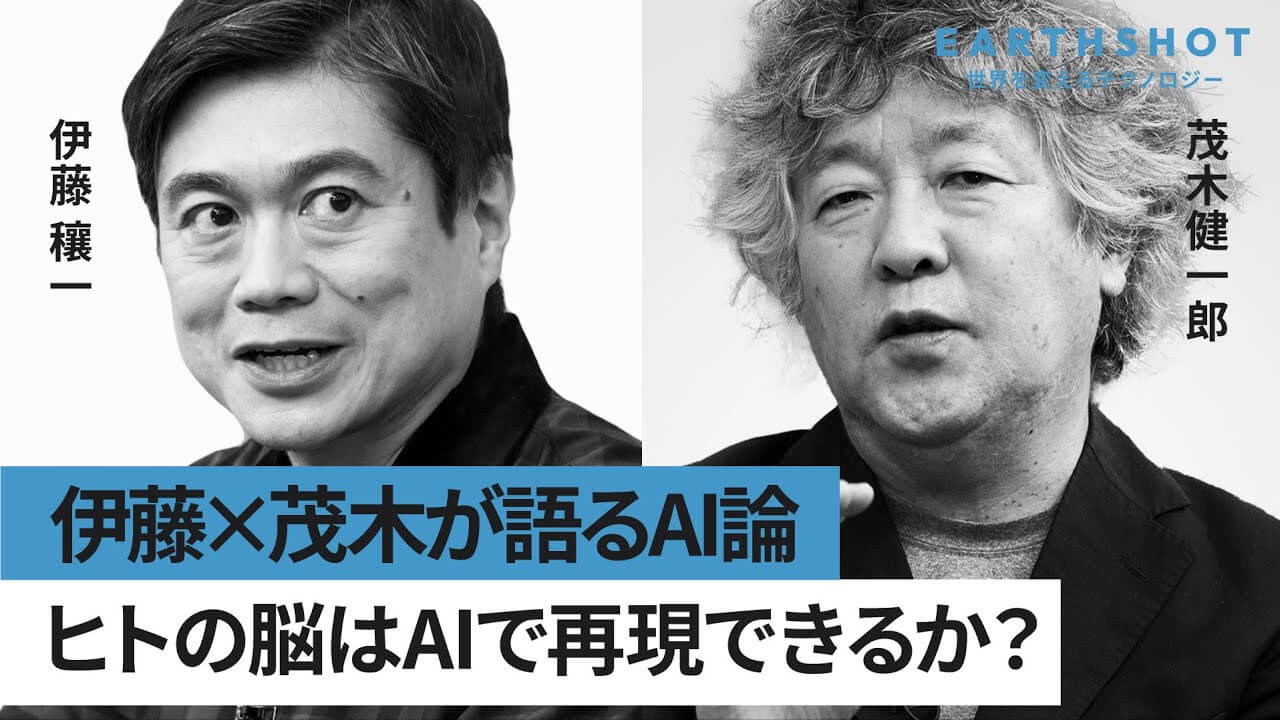 EARTHSHOT
世界を変えるテクノロジー
伊藤 穰一
茂木健一郎
伊藤×茂木が語るAI論
ヒトの脳はAIで再現できるか？